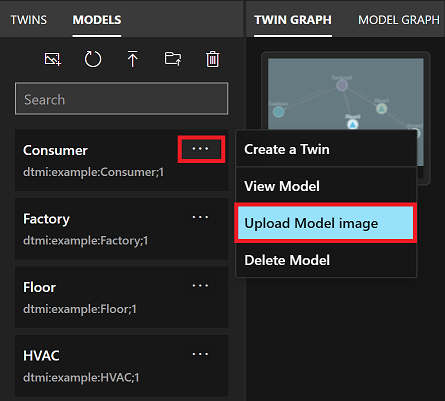 TWINS MODELS
TWIN GRAPH MODEL GRAPH
Search
Consumer ...
dtmi:example:Consumer;1
Factory ...
dtmi:example:Factory;1
Floor ...
dtmi:example:Floor;1
HVAC ...
dtmi:example:HVAC;1
Create a Twin
View Model
Upload Model image
Delete Model